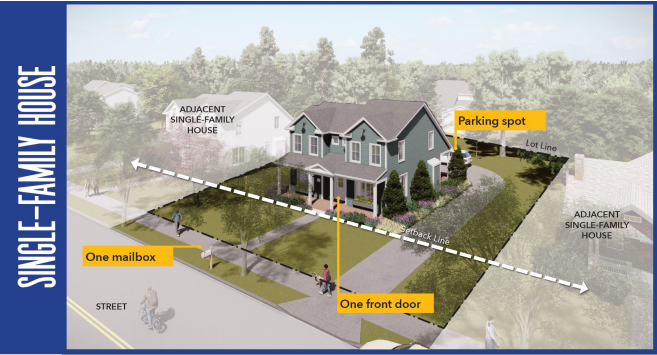 SINGLE-FAMILY HOUSE
ADJACENT
SINGLE-FAMILY
HOUSE
Parking spot
Lot Line
ADJACENT
SINGLE-FAMILY
HOUSE
Setback Line
One mailbox
One front door
STREET